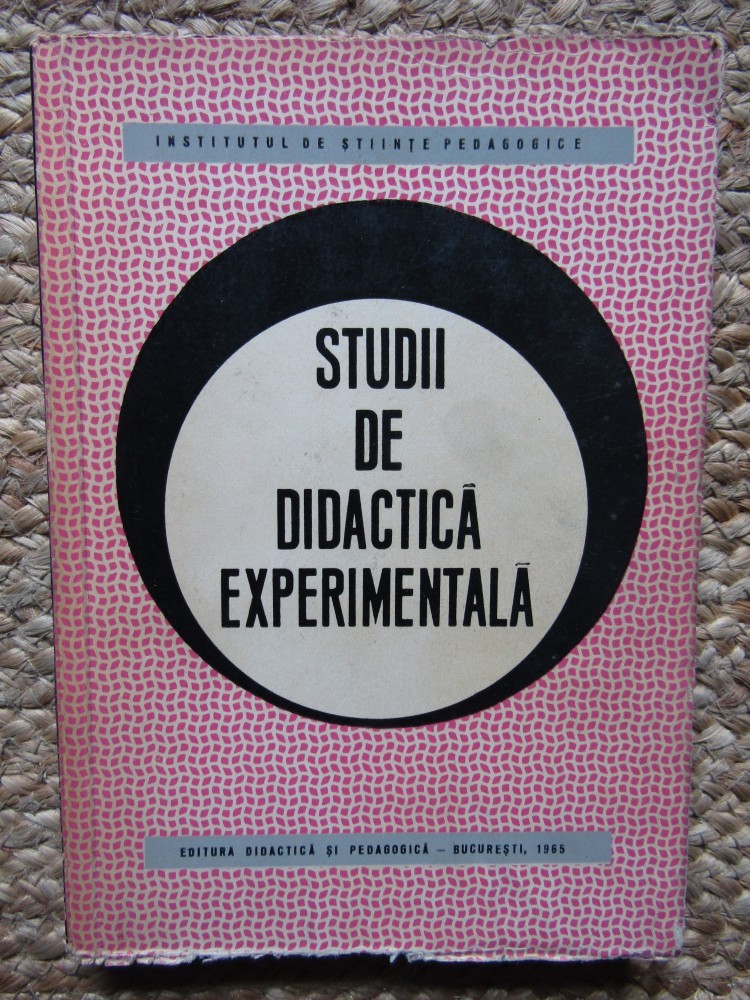 INSTITUTUL DE ȘTIINȚE PEDAGOGICE
STUDII
DE
DIDACTICĂ
EXPERIMENTALĂ
EDITURA DIDACTICĂ ȘI PEDAGOGICĂ — BUCUREȘTI, 1965